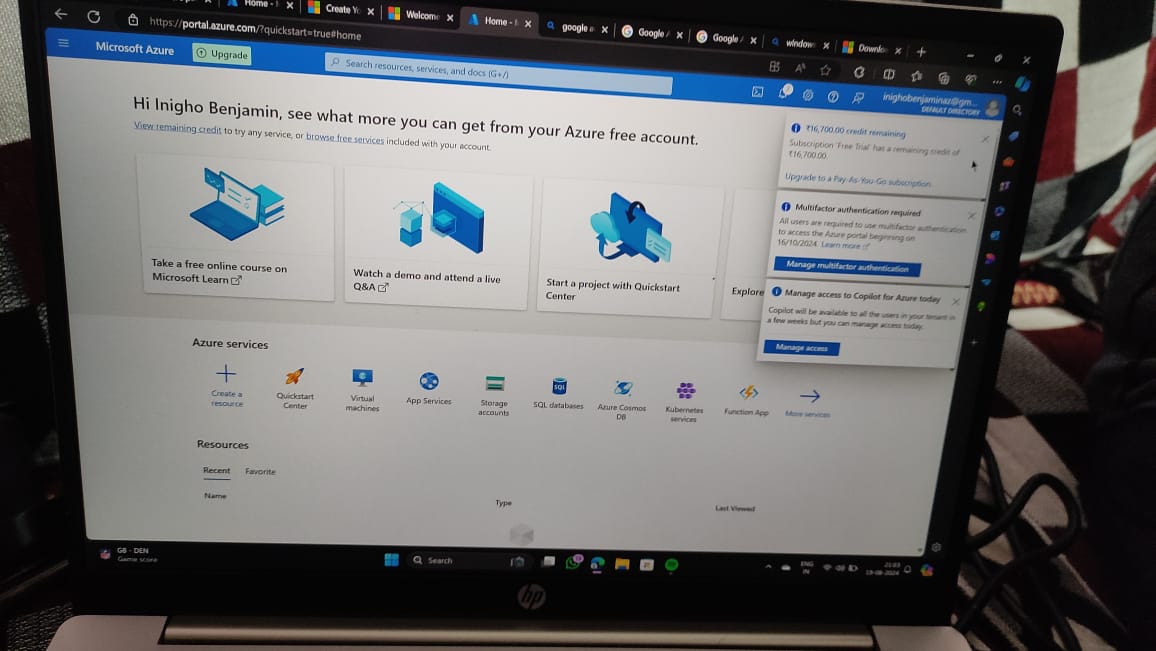 Home -
Create Yo
Welcome
Home -
google a
Google
Google
window
Downlo
https://portal.azure.com/?quickstart=true#home
Microsoft Azure
Upgrade
Search resources, services, and docs (G+/)
inighobenjaminaz@gm...
DEFAULT DIRECTORY
Hi Inigho Benjamin, see what more you can get from your Azure free account.
View remaining credit to try any service, or browse free services included with your account.
₹16,700.00 credit remaining
Subscription 'Free Trial' has a remaining credit of
₹16,700.00.
Upgrade to a Pay-As-You-Go subscription.
Multifactor authentication required
All users are required to use multifactor authentication
to access the Azure portal beginning on
16/10/2024. Learn more
Manage multifactor authentication
Manage access to Copilot for Azure today
Copilot will be available to all the users in your tenant in
a few weeks but you can manage access today.
Manage access
Take a free online course on
Microsoft Learn
Watch a demo and attend a live
Q&A
Start a project with Quickstart
Center
Explore
Azure services
Create a
resource
Quickstart
Center
Virtual
machines
App Services
Storage
accounts
SQL
SQL databases
Azure Cosmos
DB
Kubernetes
services
Function App
More services
Resources
Recent
Favorite
Name
Type
Last Viewed
GB - DEN
Game score
Search
ENG
IN
21:03
19-08-2024
hp